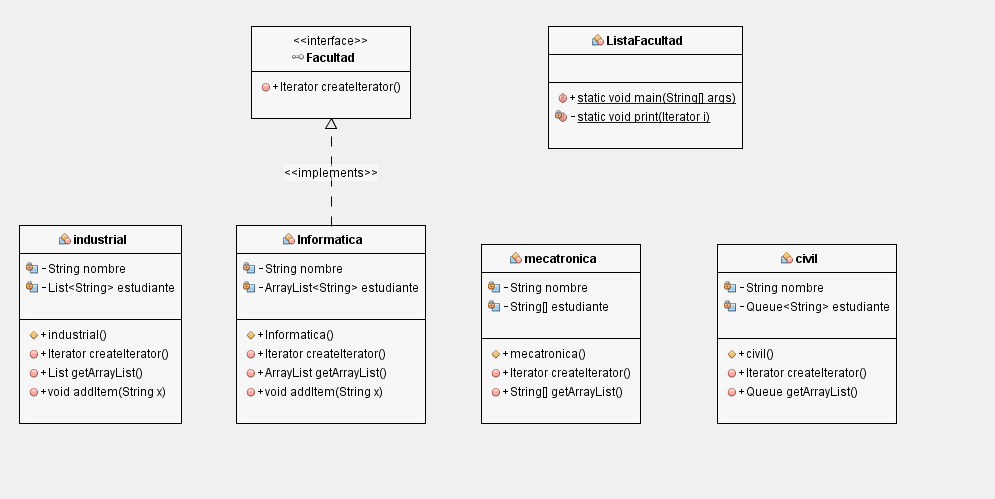 <<interface>>
Facultad
+Iterator createIterator()
ListaFacultad
+static void main(String[] args)
-static void print(Iterator i)
<<implements>>
industrial
-String nombre
-List<String> estudiante
+industrial()
+Iterator createIterator()
+List getArrayList()
+void addItem(String x)
Informatica
-String nombre
-ArrayList<String> estudiante
+Informatica()
+Iterator createIterator()
+ArrayList getArrayList()
+void addItem(String x)
mecatronica
-String nombre
-String[] estudiante
+mecatronica()
+Iterator createIterator()
+String[] getArrayList()
civil
-String nombre
-Queue<String> estudiante
+civil()
+Iterator createIterator()
+Queue getArrayList()